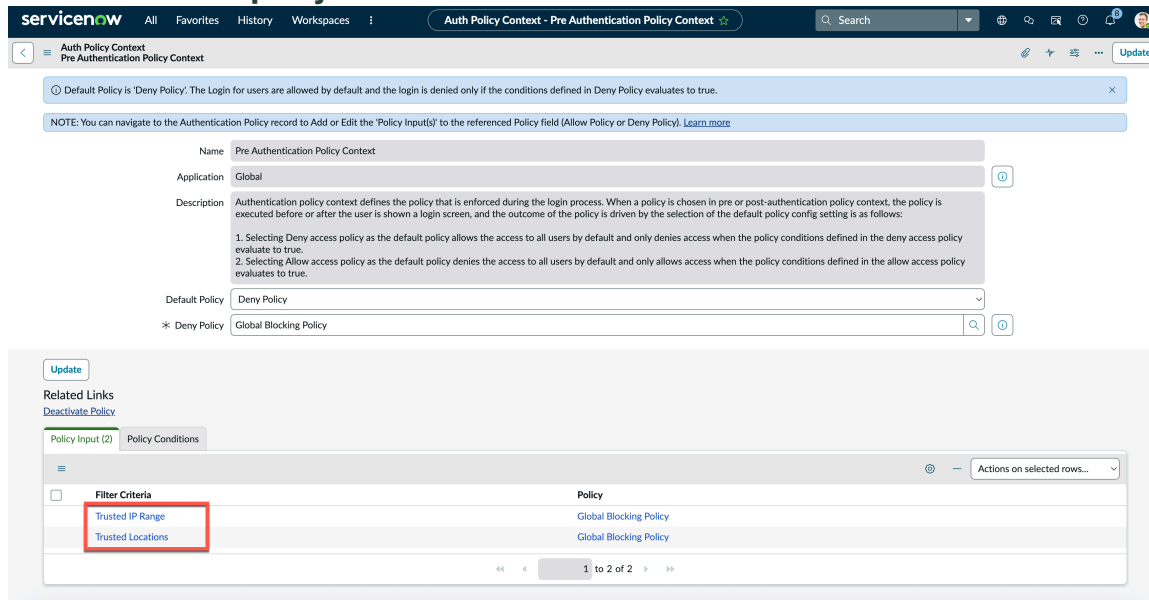 servicenow All Favorites History Workspaces Auth Policy Context - Pre Authentication Policy Context Search 8
Auth Policy Context
Pre Authentication Policy Context
Update
Default Policy is 'Deny Policy'. The Login for users are allowed by default and the login is denied only if the conditions defined in Deny Policy evaluates to true.
NOTE: You can navigate to the Authentication Policy record to Add or Edit the 'Policy Input(s)' to the referenced Policy field (Allow Policy or Deny Policy). Learn more
Name Pre Authentication Policy Context
Application Global
Description Authentication policy context defines the policy that is enforced during the login process. When a policy is chosen in pre or post-authentication policy context, the policy is
executed before or after the user is shown a login screen, and the outcome of the policy is driven by the selection of the default policy config setting is as follows:
1. Selecting Deny access policy as the default policy allows the access to all users by default and only denies access when the policy conditions defined in the deny access policy
evaluate to true.
2. Selecting Allow access policy as the default policy denies the access to all users by default and only allows access when the policy conditions defined in the allow access policy
evaluates to true.
Default Policy Deny Policy
Deny Policy Global Blocking Policy
Update
Related Links
Deactivate Policy
Policy Input (2) Policy Conditions
Actions on selected rows...
Filter Criteria Policy
Trusted IP Range Global Blocking Policy
Trusted Locations Global Blocking Policy
1 to 2 of 2